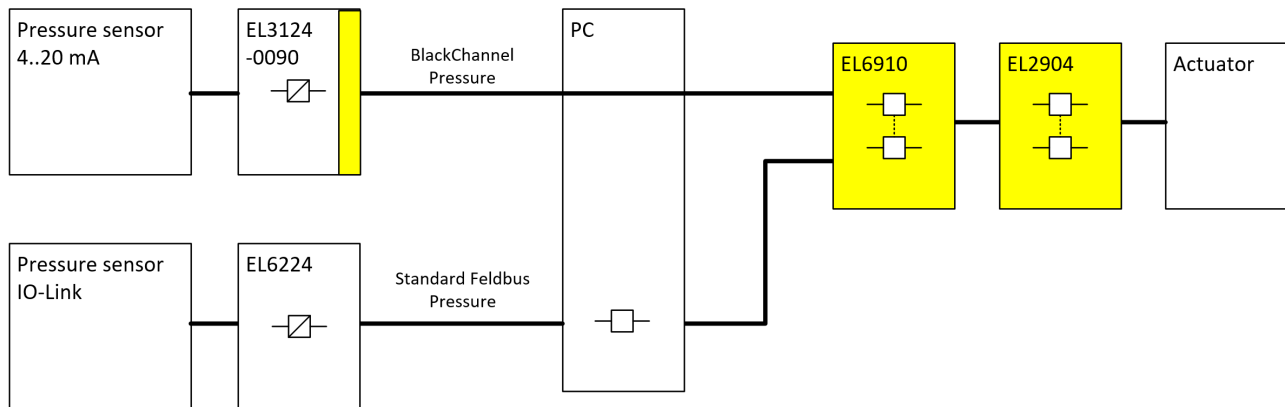 Pressure sensor
4..20 mA
EL3124
-0090
BlackChannel
Pressure
PC
EL6910
EL2904
Actuator
Pressure sensor
IO-Link
EL6224
Standard Feldbus
Pressure